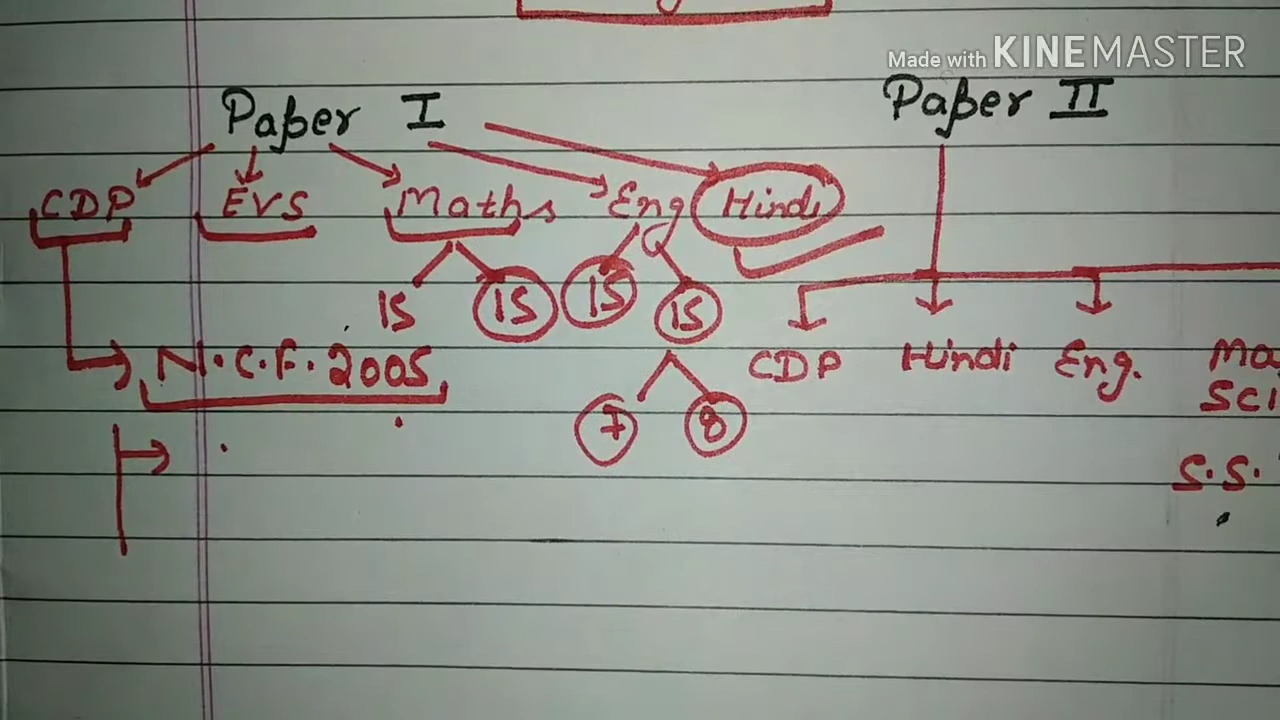 Made with KINEMASTER
Paper I
Paper II
CDP EVS Maths Eng Hindi
15 15 15 15
N.C.F. 2005
7 8
CDP Hindi Eng.
Sci
S.S.